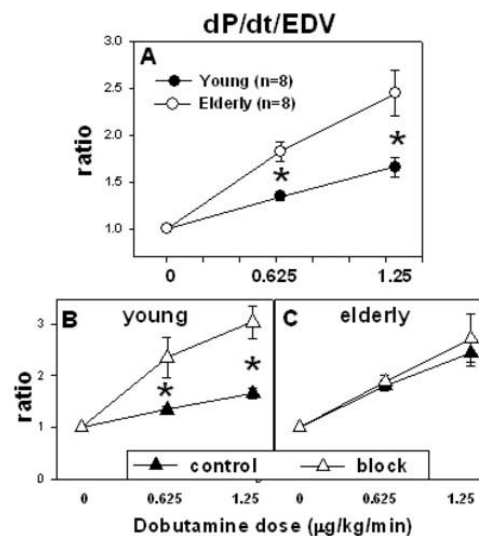 dP/dt/EDV
A
Young (n=8)
Elderly (n=8)
ratio
2.5
2.0
1.5
1.0
*
*
0 0.625 1.25
B young
C elderly
ratio
3
2
1
0
*
*
control block
0 0.625 1.25 0 0.625 1.25
Dobutamine dose (µg/kg/min)